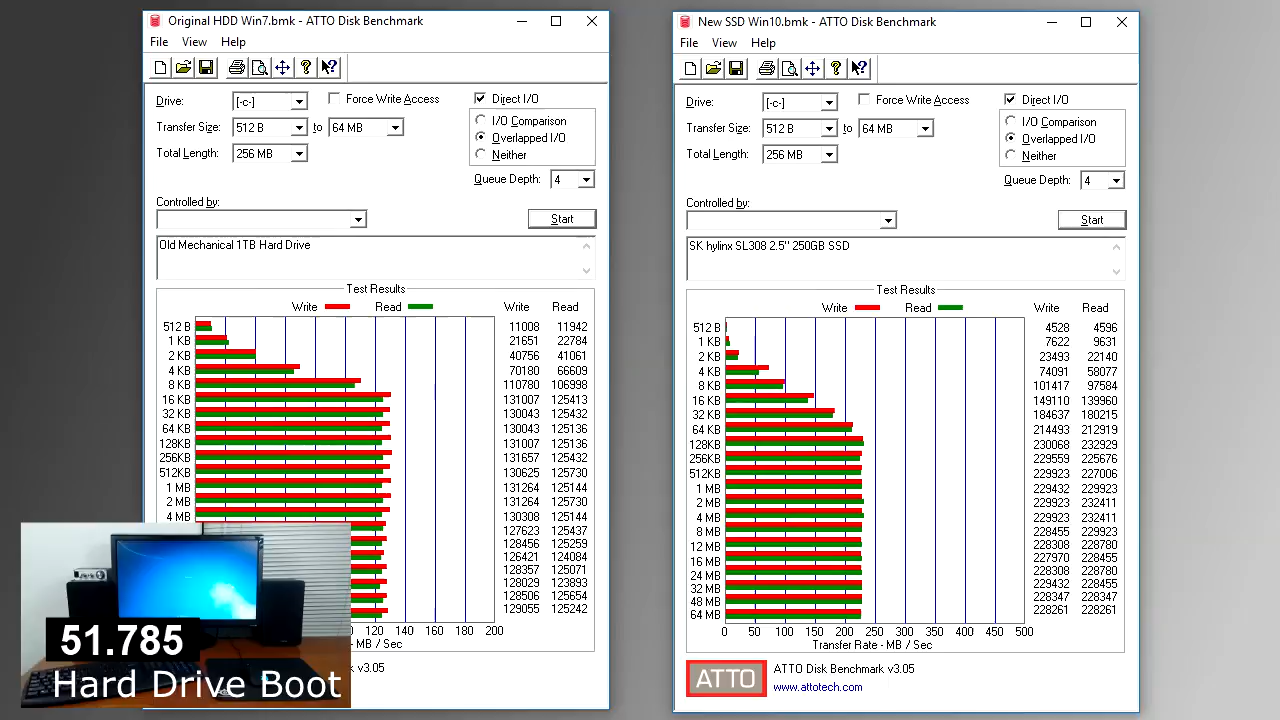 Original HDD Win7.bmk - ATTO Disk Benchmark
File View Help
Drive: [-c-] Force Write Access Direct I/O
I/O Comparison
Transfer Size: 512 B to 64 MB Overlapped I/O
Total Length: 256 MB Neither
Queue Depth: 4
Controlled by:
Start
Old Mechanical 1TB Hard Drive
Test Results
Write Read Write Read
512 B 11008 11942
1 KB 21651 22784
2 KB 40756 41061
4 KB 70180 66609
8 KB 110780 106998
16 KB 131007 125413
32 KB 130043 125432
64 KB 130043 125136
128KB 131007 125136
256KB 131657 125432
512KB 130625 125730
1 MB 131264 125144
2 MB 131264 125730
4 MB 130308 125144
127623 125437
128456 125259
126421 124084
128357 125071
128029 123893
128506 125654
129055 125242
120 140 160 180 200
- MB / Sec
k v3.05
51.785
Hard Drive Boot
New SSD Win10.bmk - ATTO Disk Benchmark
File View Help
Drive: [-c-] Force Write Access Direct I/O
I/O Comparison
Transfer Size: 512 B to 64 MB Overlapped I/O
Total Length: 256 MB Neither
Queue Depth: 4
Controlled by:
Start
SK hylinx SL308 2.5" 250GB SSD
Test Results
Write Read Write Read
512 B 4528 4596
1 KB 7622 8631
2 KB 23492 22140
4 KB 74091 58077
8 KB 101417 97584
16 KB 149110 139960
32 KB 184637 180215
64 KB 214493 212919
128KB 230068 232929
256KB 229559 225676
512KB 229923 227006
1 MB 229432 229923
2 MB 229923 232411
4 MB 229923 232411
8 MB 228455 229923
12 MB 228308 228780
16 MB 228780 228455
24 MB 228780
32 MB 228455
48 MB 228347
64 MB 228261 228261
0 50 100 150 200 250 300 350 400 450 500
Transfer Rate - MB / Sec
ATTO
ATTO Disk Benchmark v3.05
www.attotech.com